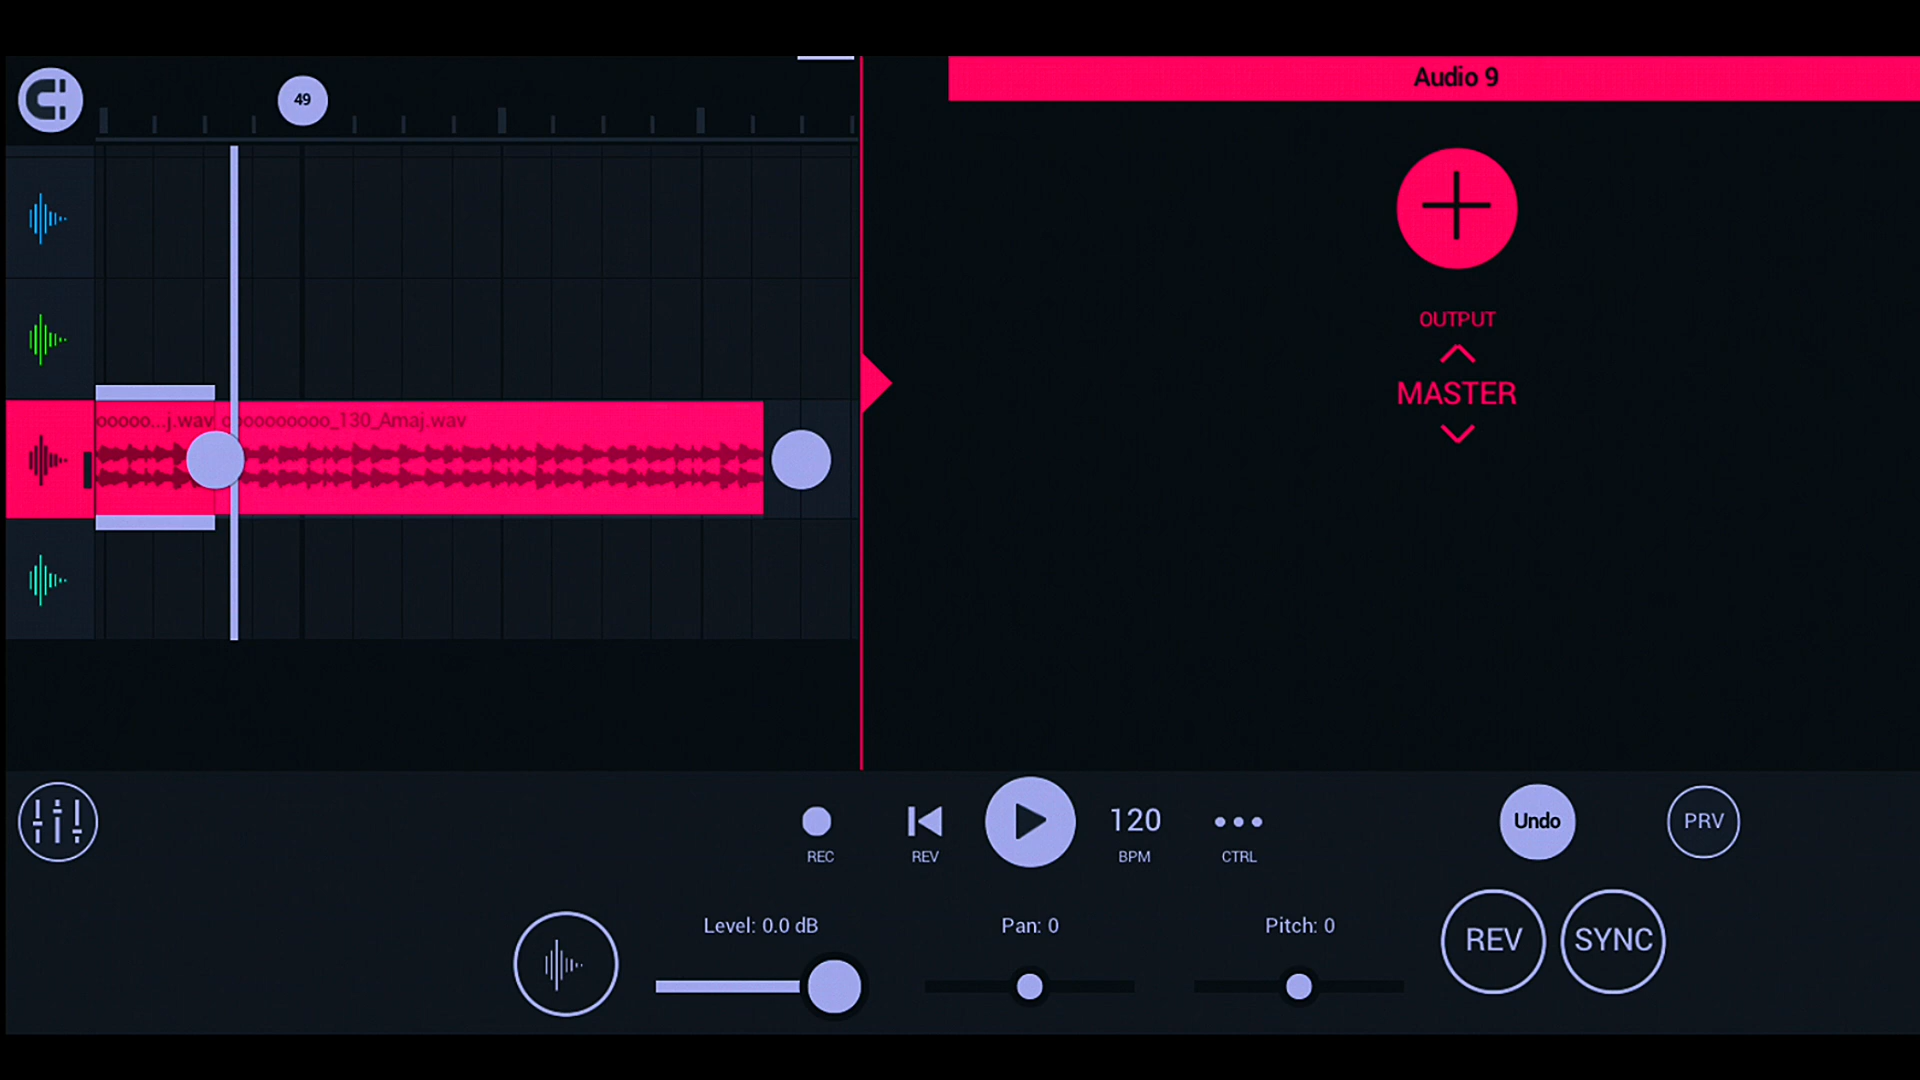 Audio 9
49
OUTPUT
MASTER
ooooo...j.wav ooooooooooo_130_Amaj.wav
120
Undo
PRV
REC
REV
BPM
CTRL
Level: 0.0 dB
Pan: 0
Pitch: 0
REV
SYNC